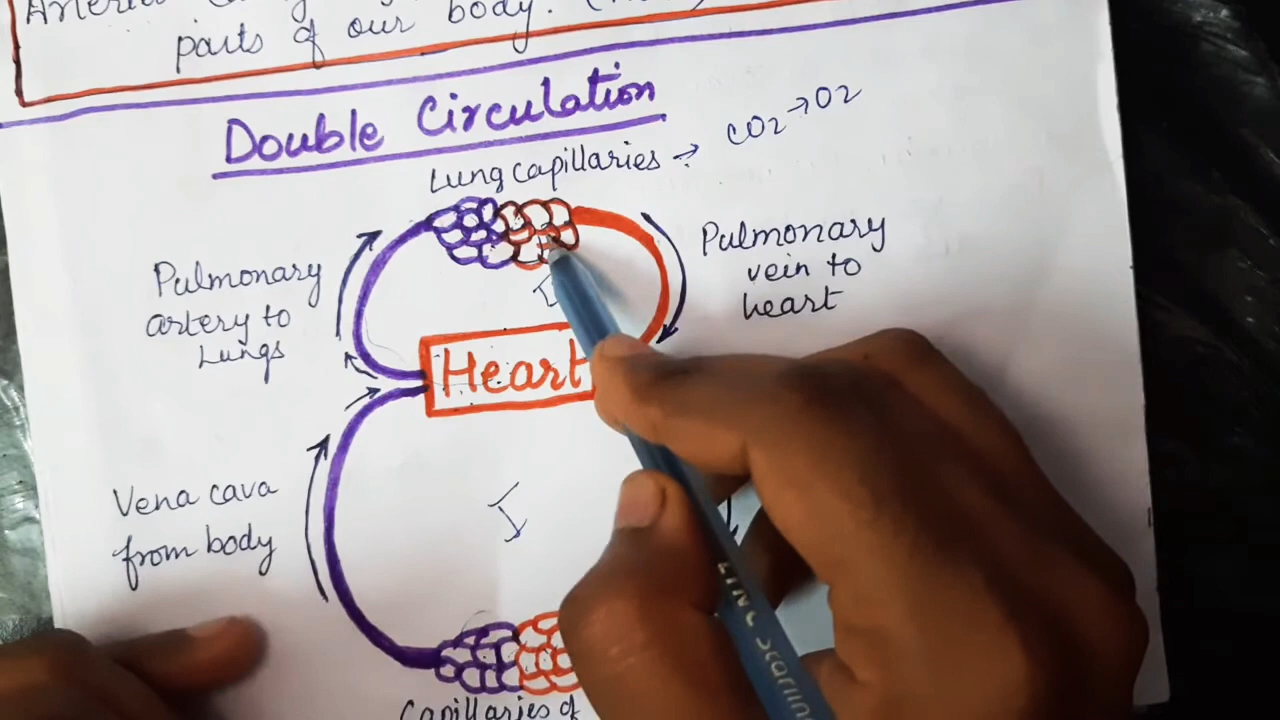 parts of our body.
Double Circulation
Lung capillaries → CO2 → O2
Pulmonary
artery to
Lungs
Pulmonary
vein to
heart
Heart
I
Vena cava
from body
I
Capillaries of